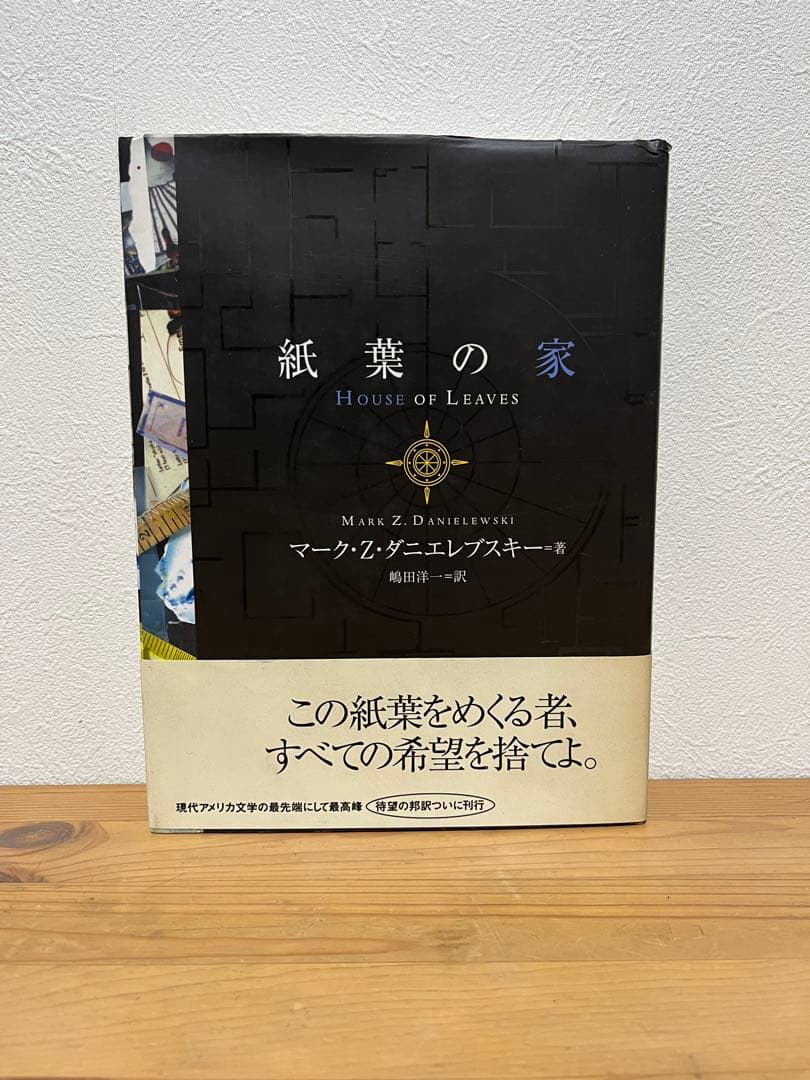 紙葉の家
HOUSE OF LEAVES
MARK Z. DANIELEWSKI
マーク・Z・ダニエレブスキー=著
嶋田洋一=訳
この紙葉をめくる者、
すべての希望を捨てよ。
現代アメリカ文学の最先端にして最高峰 待望の邦訳ついに刊行